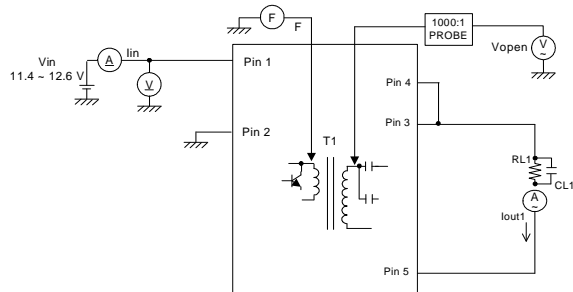 F
F
1000:1
PROBE
Vopen
V
~
Vin
11.4 ~ 12.6 V
A
Iin
V
Pin 1
Pin 2
Pin 4
Pin 3
T1
RL1
CL1
A
~
Iout1
Pin 5